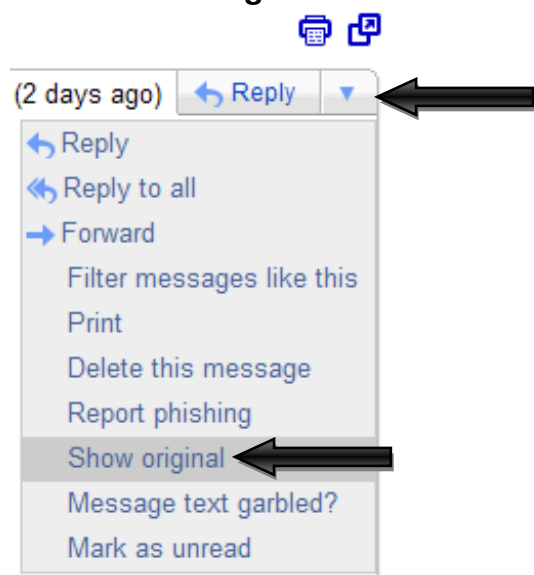 (2 days ago) Reply
Reply
Reply to all
Forward
Filter messages like this
Print
Delete this message
Report phishing
Show original
Message text garbled?
Mark as unread